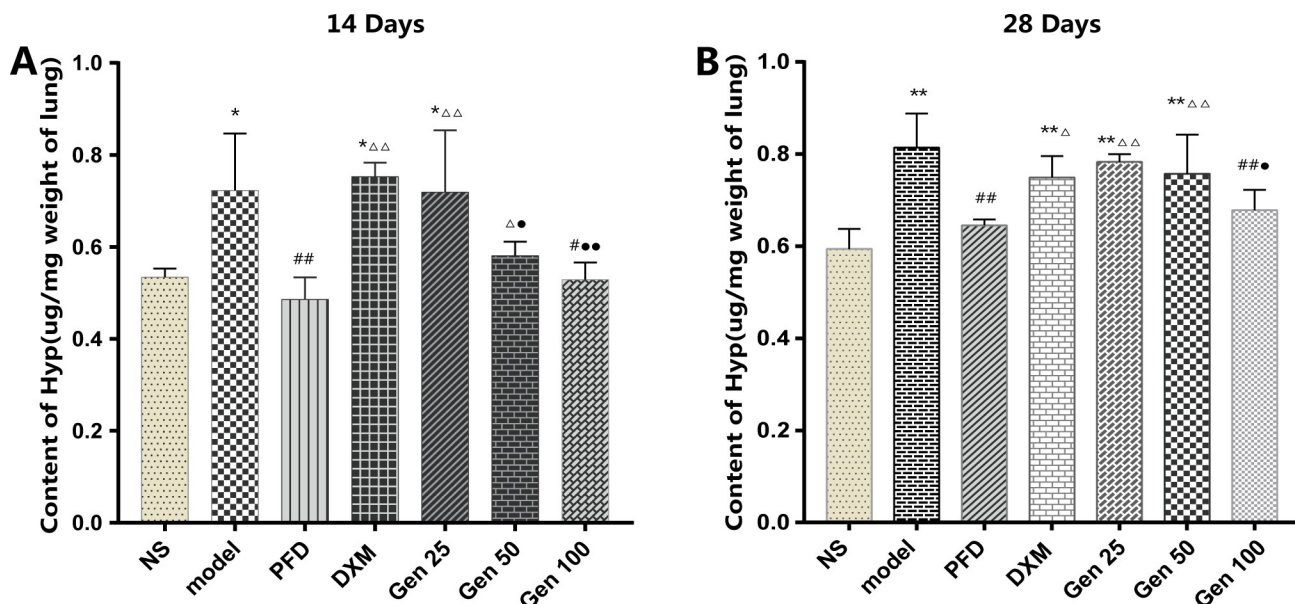 14 Days
A
Content of Hyp(ug/mg weight of lung)
1.0
0.8
0.6
0.4
0.2
0.0
*
##
*△△
*△△
△●
#●●
NS
model
PFD
DXM
Gen 25
Gen 50
Gen 100
28 Days
B
Content of Hyp(ug/mg weight of lung)
1.0
0.8
0.6
0.4
0.2
0.0
**
##
**△
**△△
**△△
##●
NS
model
PFD
DXM
Gen 25
Gen 50
Gen 100